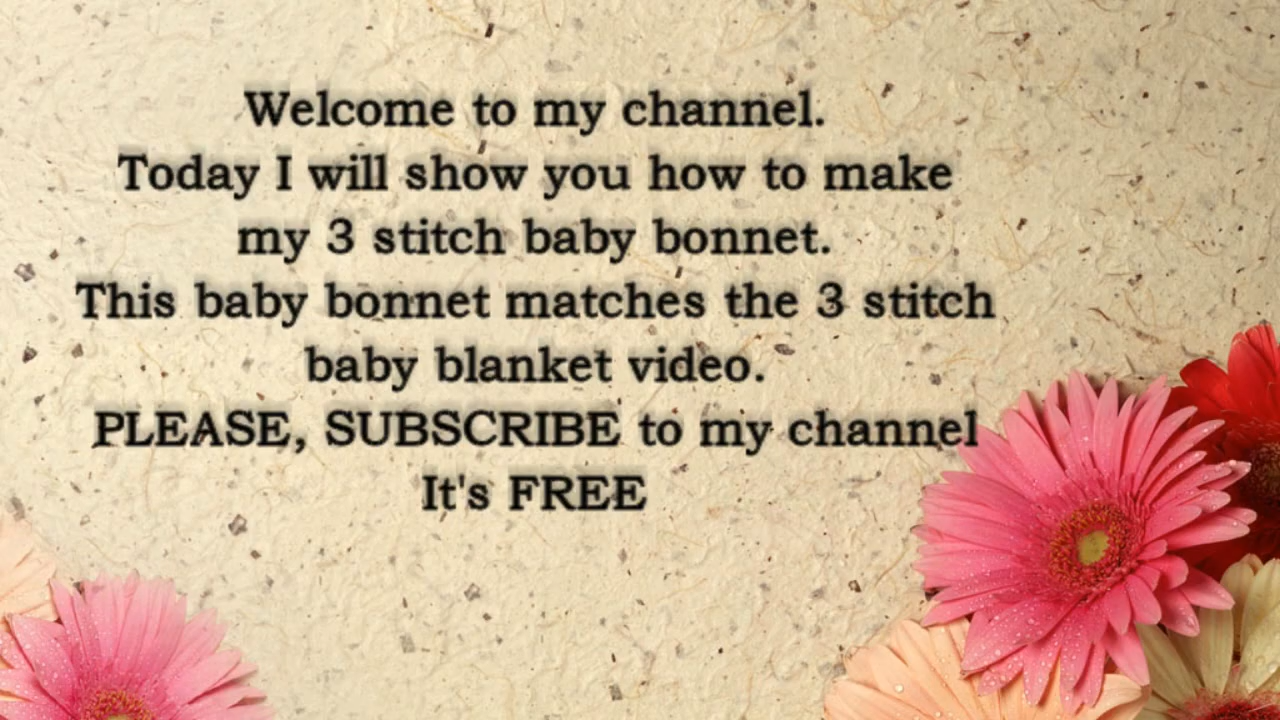 Welcome to my channel.
Today I will show you how to make
my 3 stitch baby bonnet.
This baby bonnet matches the 3 stitch
baby blanket video.
PLEASE, SUBSCRIBE to my channel
It's FREE